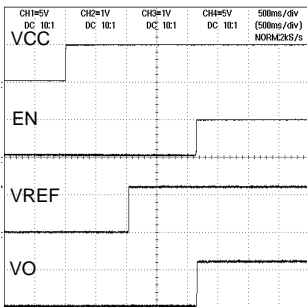 CH1=5V CH2=1V CH3=1V CH4=5V 500ms/div
DC 10:1 DC 10:1 DC 10:1 DC 10:1 (500ms/div)
NORM:2kS/s
VCC
EN
VREF
VO